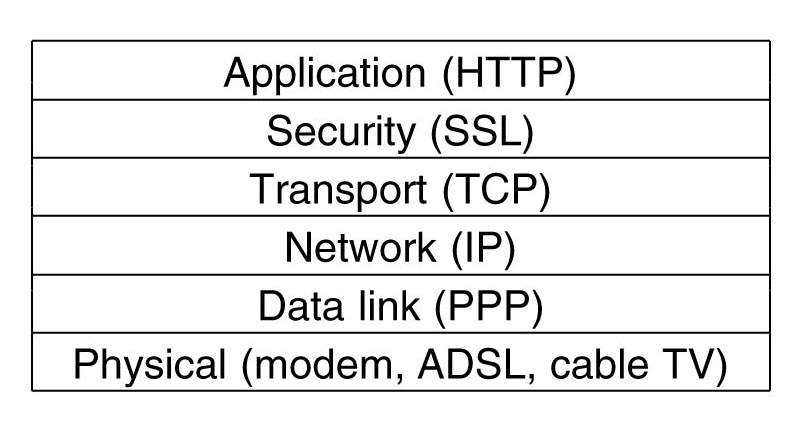 Application (HTTP)
Security (SSL)
Transport (TCP)
Network (IP)
Data link (PPP)
Physical (modem, ADSL, cable TV)